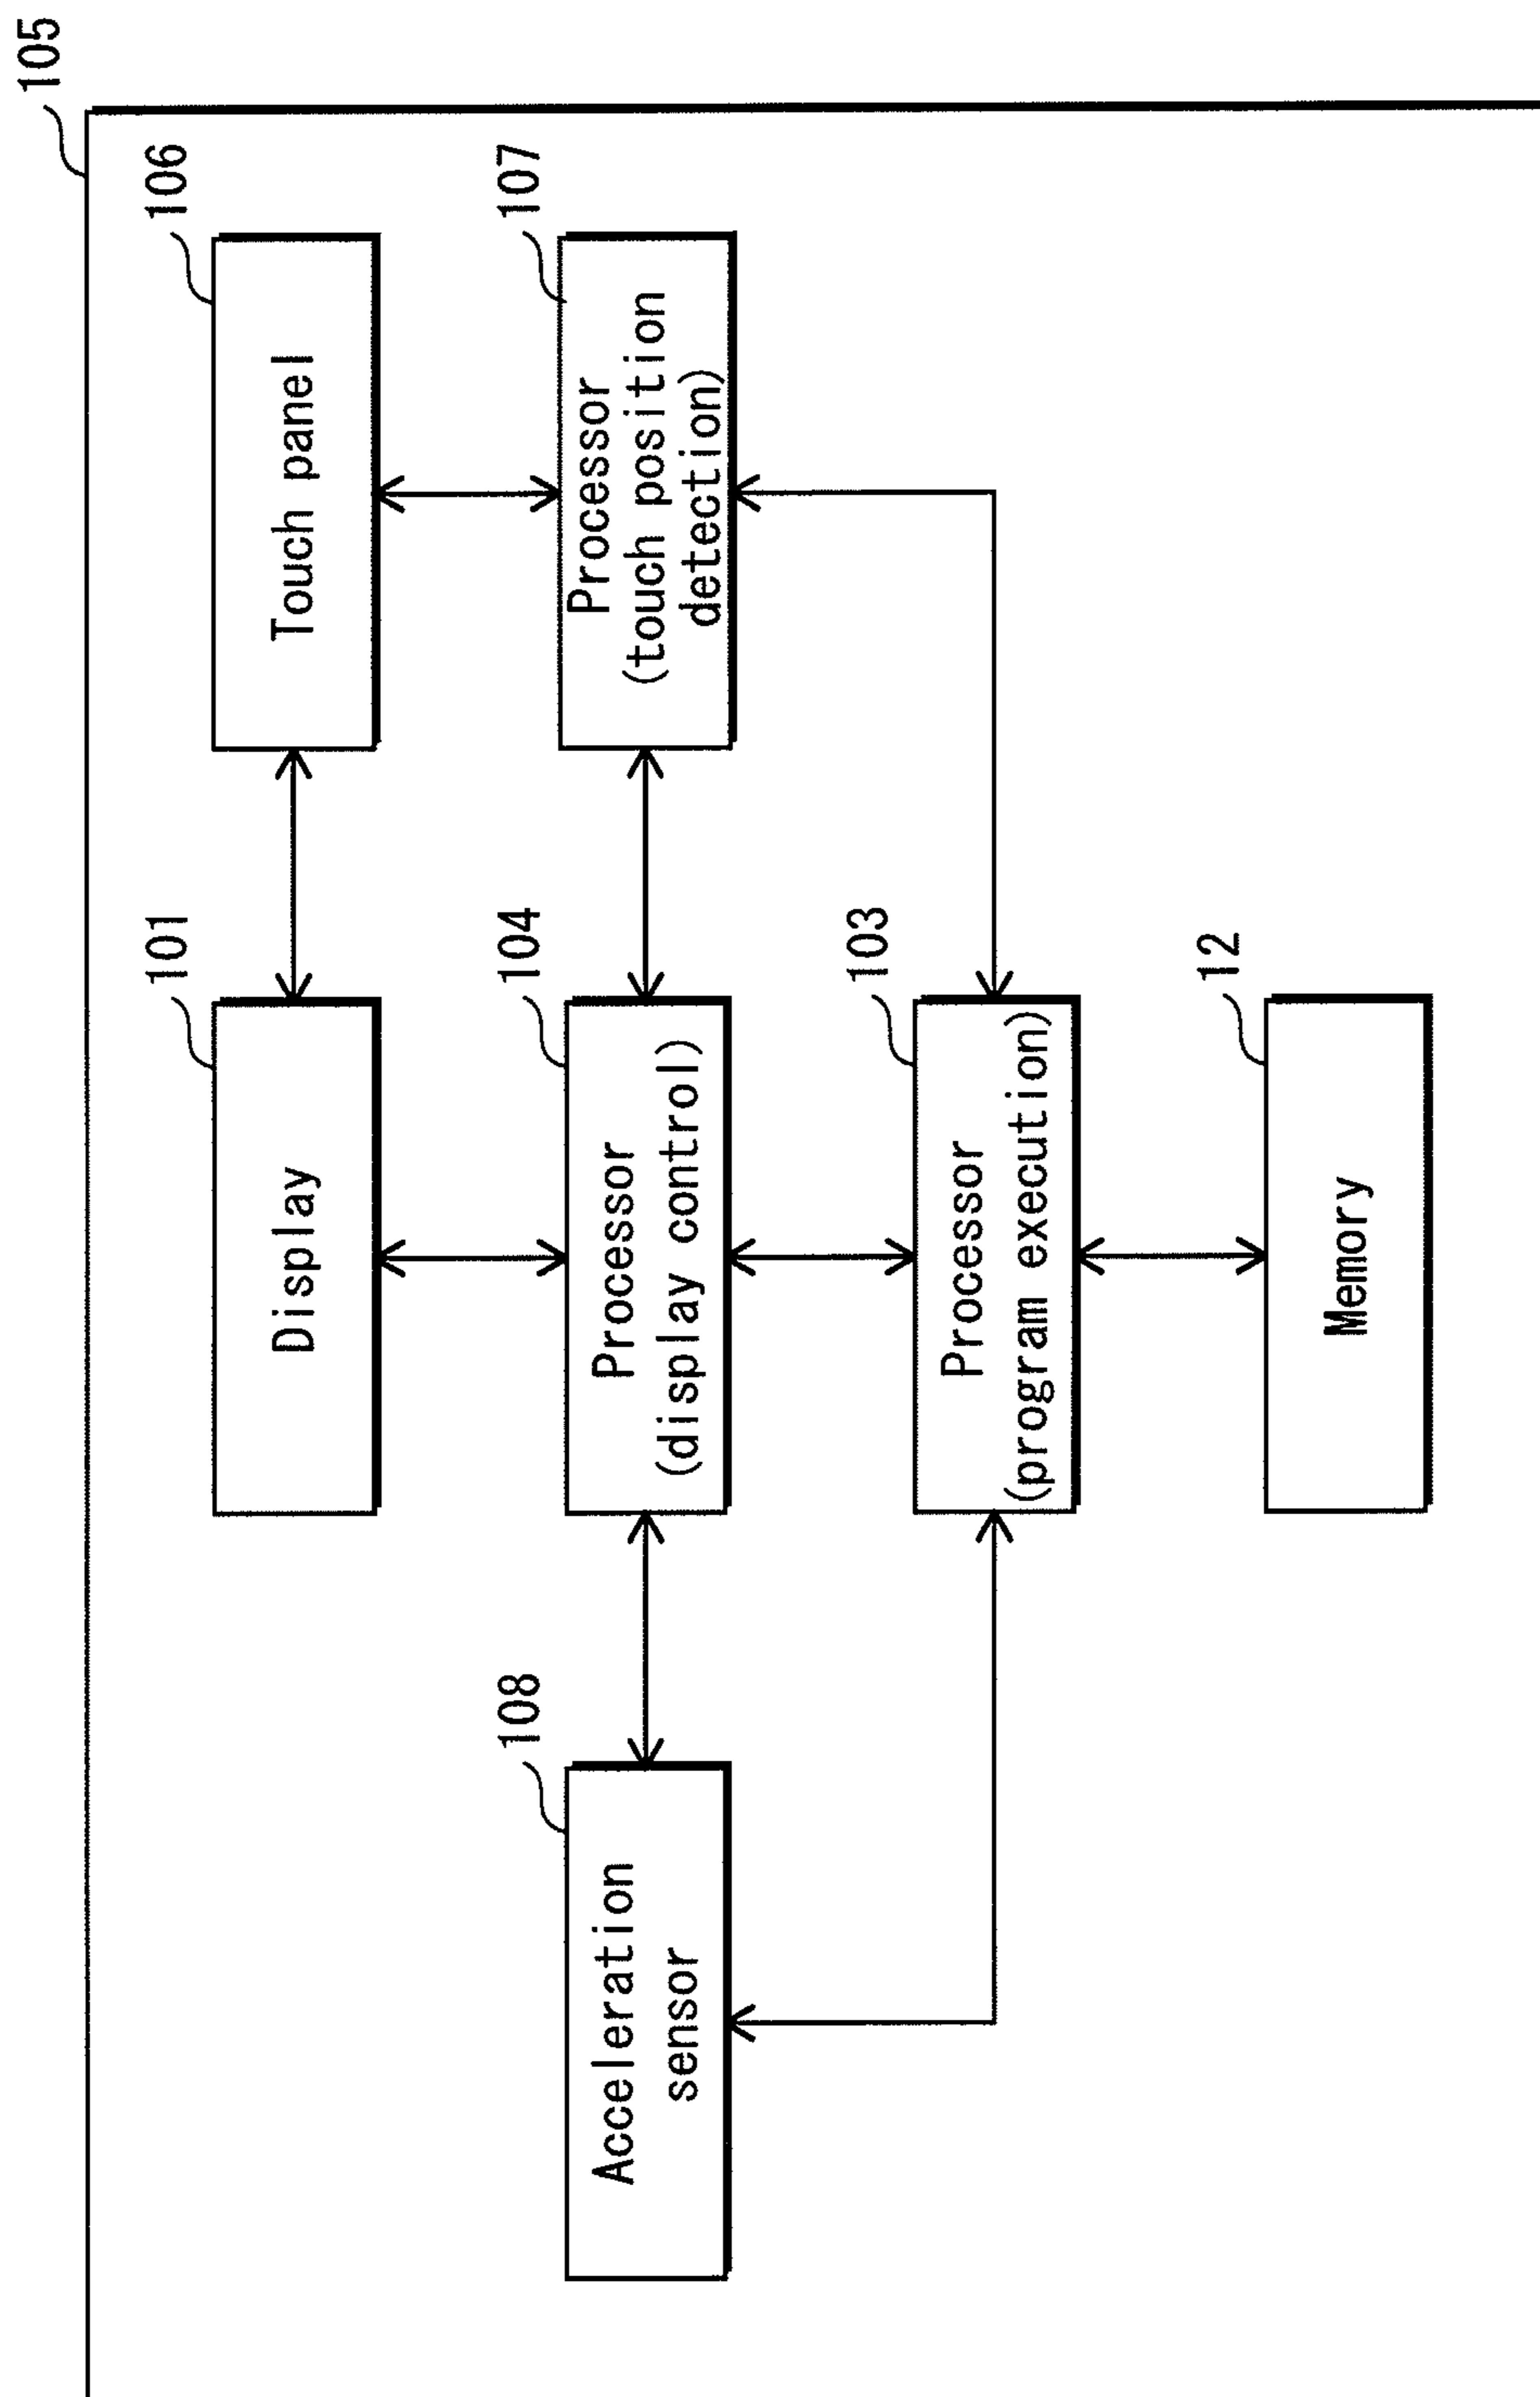 105
101
Display
106
Touch panel
108
Acceleration
sensor
104
Processor
(display control)
107
Processor
(touch position
detection)
103
Processor
(program execution)
12
Memory